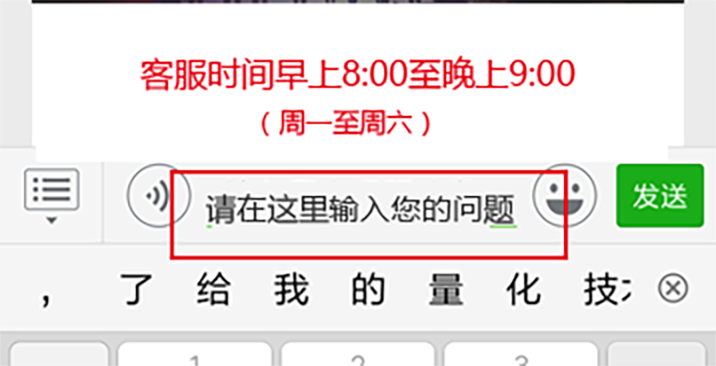 客服时间早上8:00至晚上9:00
（周一至周六）
请在这里输入您的问题
发送
， 了 给 我 的 量 化 技
1 2 3